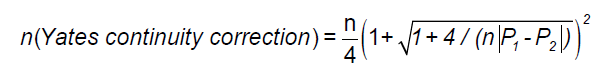 n(Yates continuity correction) = n/4 (1+ √1+ 4 / (n|P₁ - P₂|))²